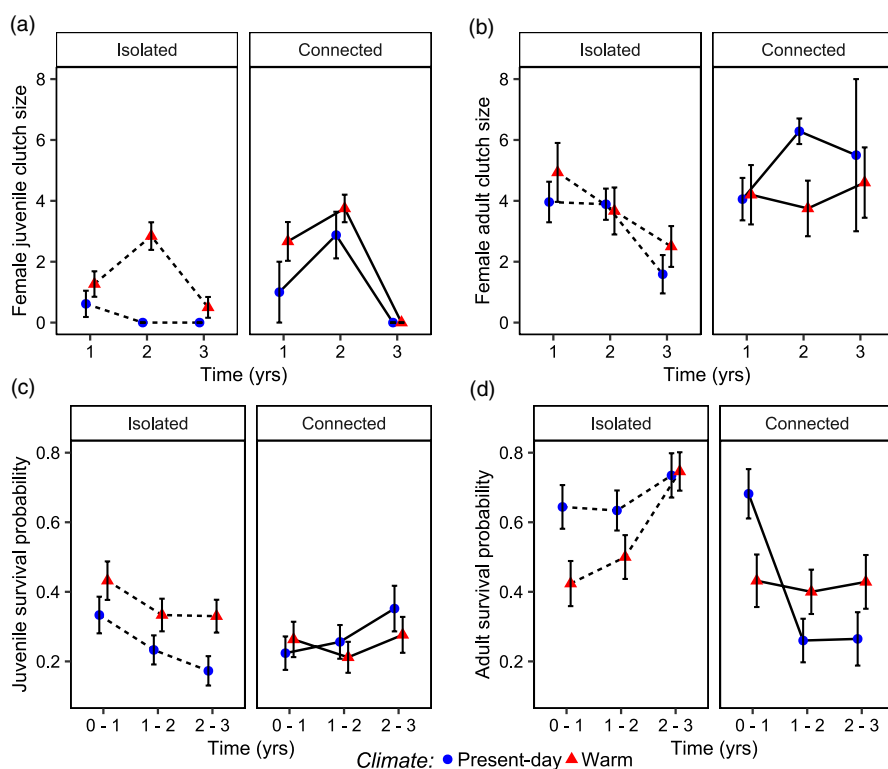 (a)
Isolated Connected
Female juvenile clutch size
8
6
4
2
0
1 2 3 1 2 3
Time (yrs)
(b)
Isolated Connected
Female adult clutch size
8
6
4
2
0
1 2 3 1 2 3
Time (yrs)
(c)
Isolated Connected
Juvenile survival probability
0.8
0.6
0.4
0.2
0 - 1 1 - 2 2 - 3 0 - 1 1 - 2 2 - 3
Time (yrs)
(d)
Isolated Connected
Adult survival probability
0.8
0.6
0.4
0.2
0 - 1 1 - 2 2 - 3 0 - 1 1 - 2 2 - 3
Time (yrs)
Climate: Present-day Warm